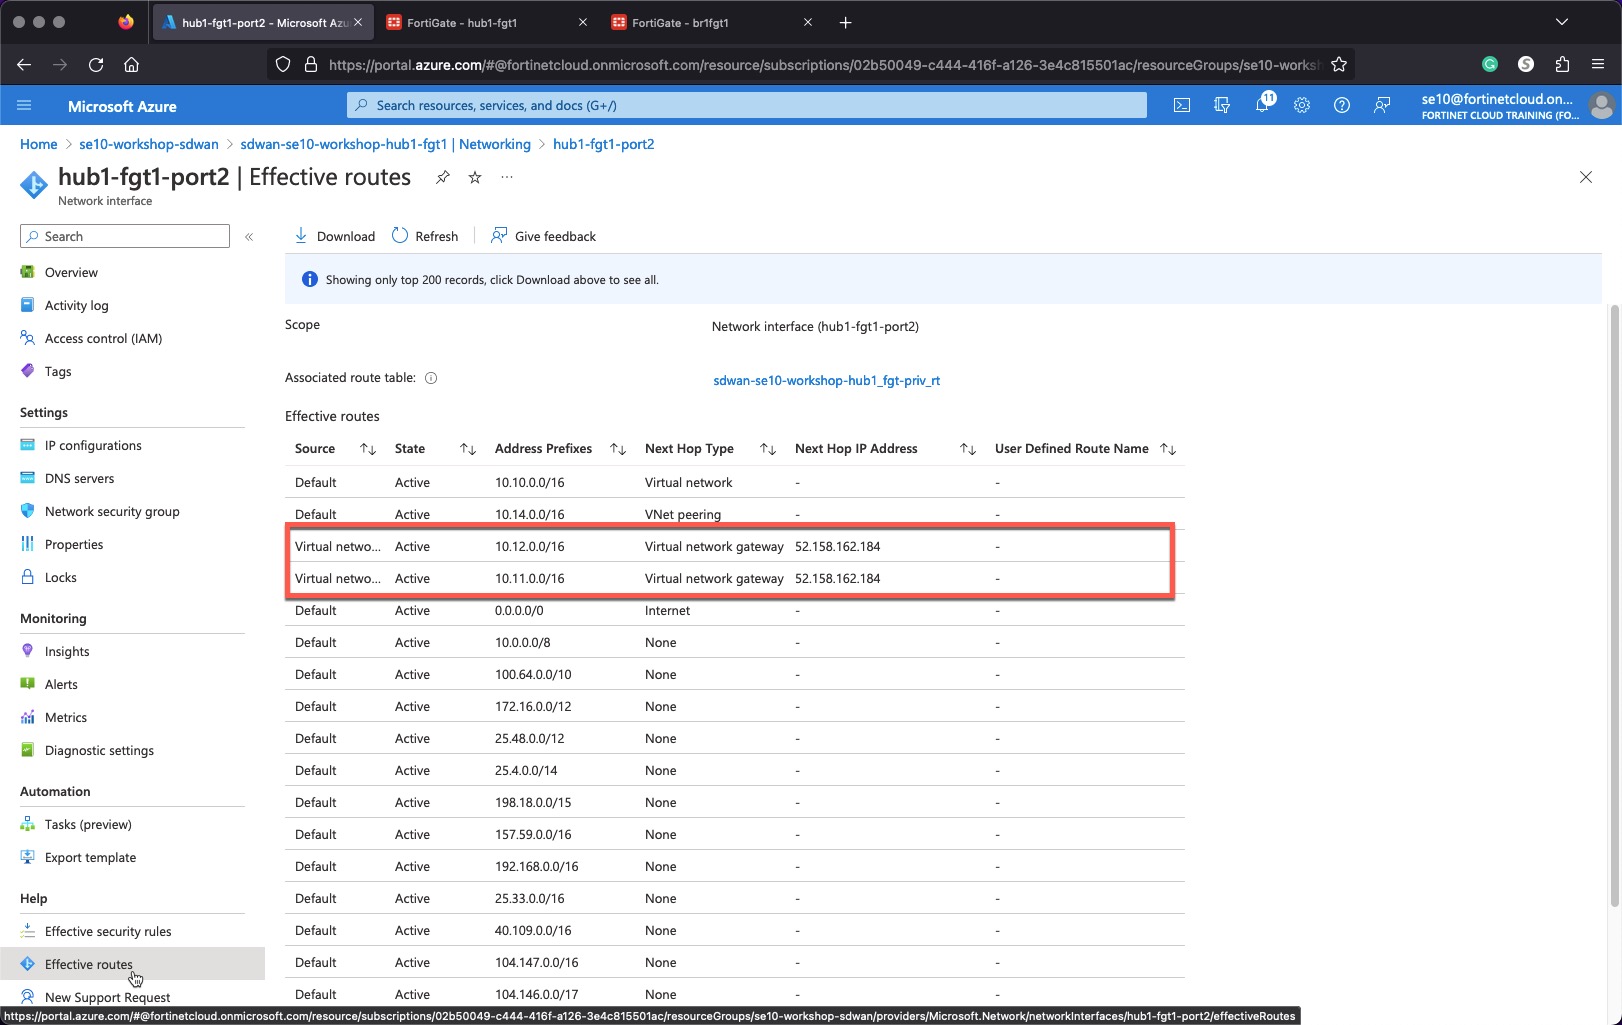 hub1-fgt1-port2 - Microsoft Azu
FortiGate - hub1-fgt1
FortiGate - br1fgt1
https://portal.azure.com/#@fortinetcloud.onmicrosoft.com/resource/subscriptions/02b50049-c444-416f-a126-3e4c815501ac/resourceGroups/se10-worksh
Microsoft Azure
Search resources, services, and docs (G+/)
11
se10@fortinetcloud.on...
FORTINET CLOUD TRAINING (FO...
Home > se10-workshop-sdwan > sdwan-se10-workshop-hub1-fgt1 | Networking > hub1-fgt1-port2
hub1-fgt1-port2 | Effective routes
Network interface
Search
Download Refresh Give feedback
Showing only top 200 records, click Download above to see all.
Overview
Activity log
Access control (IAM)
Tags
Settings
IP configurations
DNS servers
Network security group
Properties
Locks
Monitoring
Insights
Alerts
Metrics
Diagnostic settings
Automation
Tasks (preview)
Export template
Help
Effective security rules
Effective routes
New Support Request
Scope Network interface (hub1-fgt1-port2)
Associated route table: sdwan-se10-workshop-hub1_fgt-priv_rt
Effective routes
Source State Address Prefixes Next Hop Type Next Hop IP Address User Defined Route Name
Default Active 10.10.0.0/16 Virtual network - -
Default Active 10.14.0.0/16 VNet peering - -
Virtual netwo... Active 10.12.0.0/16 Virtual network gateway 52.158.162.184 -
Virtual netwo... Active 10.11.0.0/16 Virtual network gateway 52.158.162.184 -
Default Active 0.0.0.0/0 Internet - -
Default Active 10.0.0.0/8 None - -
Default Active 100.64.0.0/10 None - -
Default Active 172.16.0.0/12 None - -
Default Active 25.48.0.0/12 None - -
Default Active 25.4.0.0/14 None - -
Default Active 198.18.0.0/15 None - -
Default Active 157.59.0.0/16 None - -
Default Active 192.168.0.0/16 None - -
Default Active 25.33.0.0/16 None - -
Default Active 40.109.0.0/16 None - -
Default Active 104.147.0.0/16 None - -
Default Active 104.146.0.0/17 None - -
https://portal.azure.com/#@fortinetcloud.onmicrosoft.com/resource/subscriptions/02b50049-c444-416f-a126-3e4c815501ac/resourceGroups/se10-workshop-sdwan/providers/Microsoft.Network/networkInterfaces/hub1-fgt1-port2/effectiveRoutes